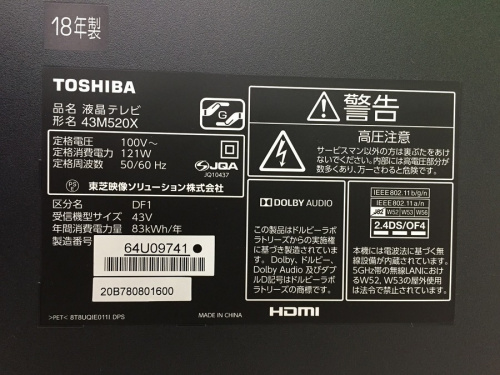 18年製
TOSHIBA
品名 液晶テレビ
形名 43M520X
定格電圧 100V～
定格消費電力 121W
定格周波数 50/60 Hz
JQA
JQ10437
PS
E
東芝映像ソリューション株式会社
区分名 DF1
受信機型サイズ 43V
年間消費電力量 83kWh/年
製造番号
64U09741●
20B780801600
>PET< 8T8UQIE011I DPS
MADE IN CHINA
G
警告
高圧注意
サービスマン以外の方は裏ぶたをあけ
ないでください。内部には高電圧部分が
数多くあり、万一さわると危険です。
DOLBY AUDIO
この製品はドルビーラボ
ラトリーズからの実施権
に基づき製造されています。
Dolby、ドルビー、
Dolby Audio 及びダブ
ルD記号はドルビーラボ
ラトリーズの商標です。
IEEE802.11b/g/n
IEEE802.11a/n
W52 W53 W56
2.4DS/OF4
本機には電波法に基づく無
線設備が内蔵されています。
5GHz帯の無線LANにおけ
るW52, W53の屋外使用
は法令で禁止されています。
HDMI